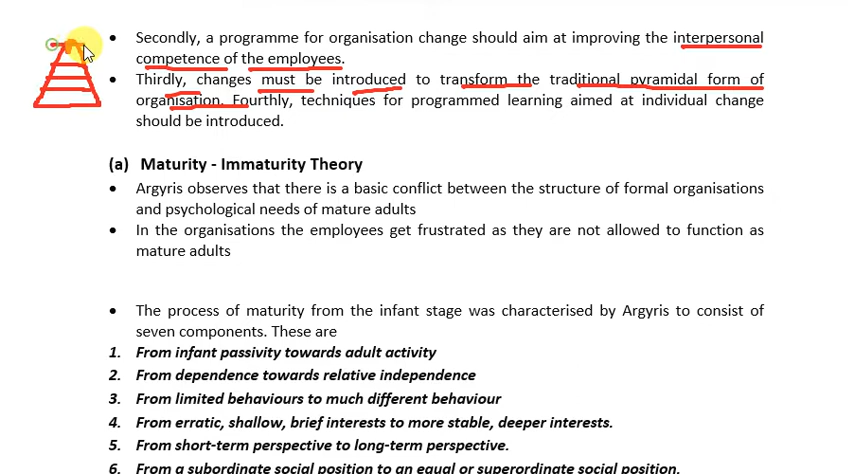 • Secondly, a programme for organisation change should aim at improving the interpersonal
competence of the employees.
• Thirdly, changes must be introduced to transform the traditional pyramidal form of
organisation. Fourthly, techniques for programmed learning aimed at individual change
should be introduced.
(a) Maturity - Immaturity Theory
• Argyris observes that there is a basic conflict between the structure of formal organisations
and psychological needs of mature adults
• In the organisations the employees get frustrated as they are not allowed to function as
mature adults
• The process of maturity from the infant stage was characterised by Argyris to consist of
seven components. These are
1. From infant passivity towards adult activity
2. From dependence towards relative independence
3. From limited behaviours to much different behaviour
4. From erratic, shallow, brief interests to more stable, deeper interests.
5. From short-term perspective to long-term perspective.
6. From a subordinate social position to an equal or superordinate social position.